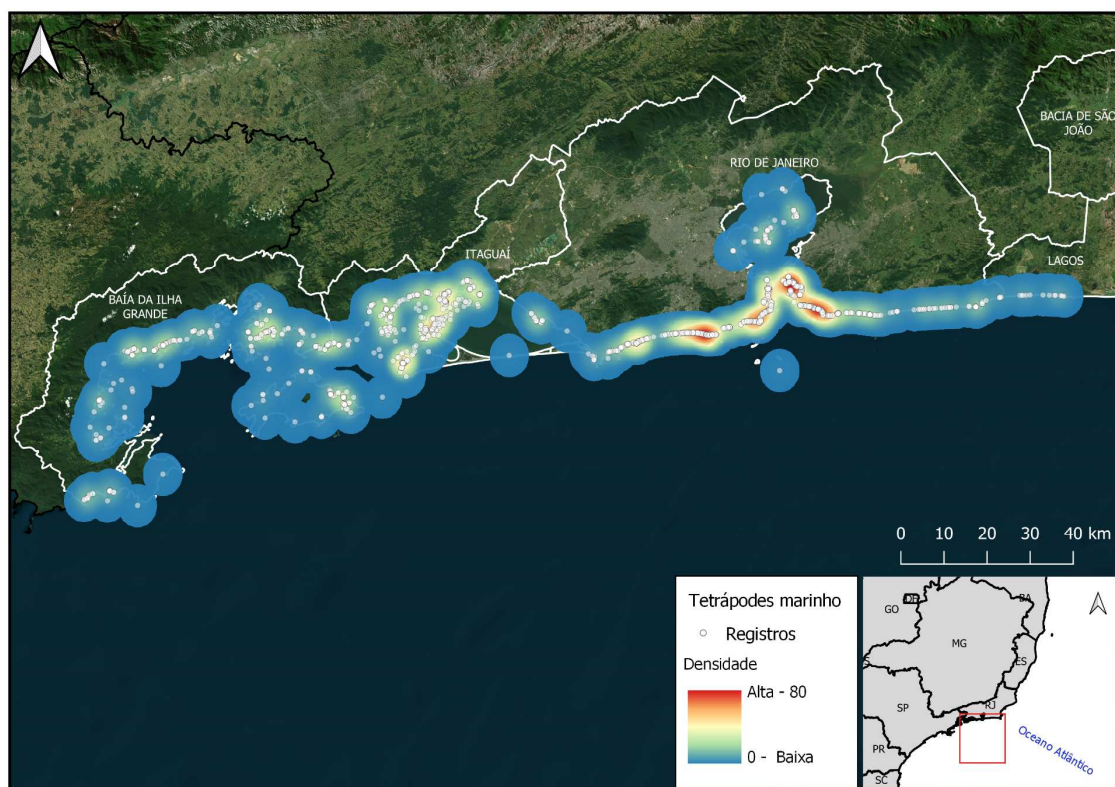 BACIA DE SÃO
JOÃO
RIO DE JANEIRO
ITAGUAÍ
LAGOS
BAÍA DA ILHA
GRANDE
0 10 20 30 40 km
Tetrápodes marinho
Registros
Densidade
Alta - 80
0 - Baixa
DF
BA
GO
MG
ES
SP
RJ
PR
SC
Oceano Atlântico